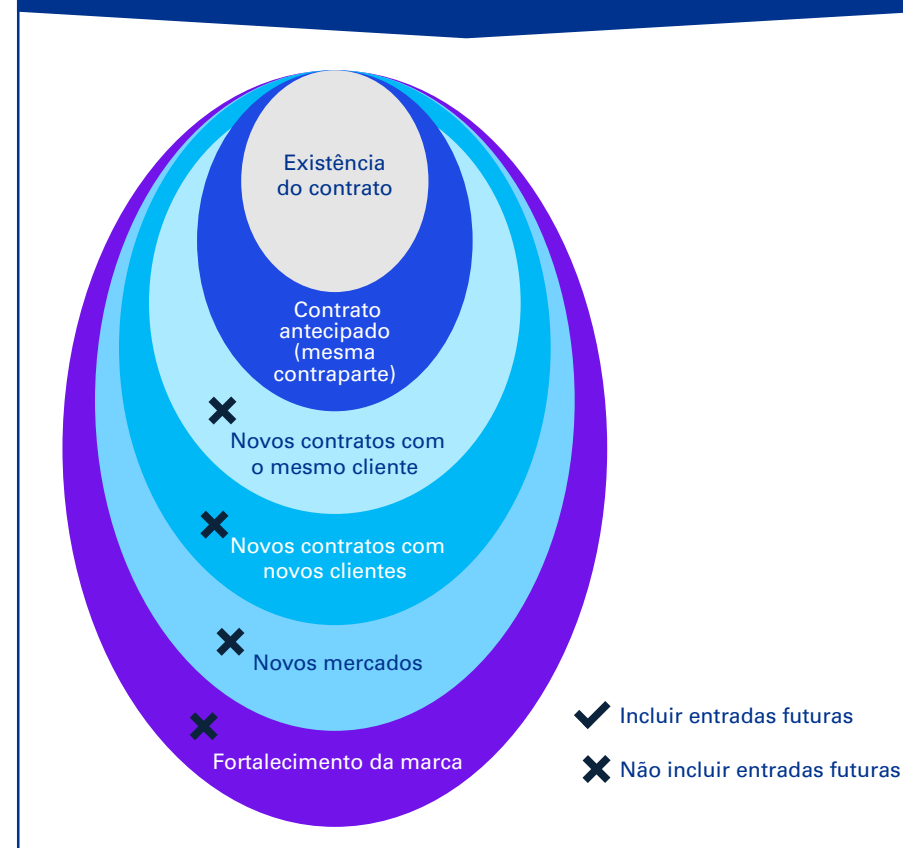 Existência
do contrato
Contrato
antecipado
(mesma
contraparte)
Novos contratos com
o mesmo cliente
Novos contratos com
novos clientes
Novos mercados
Fortalecimento da marca
Incluir entradas futuras
Não incluir entradas futuras